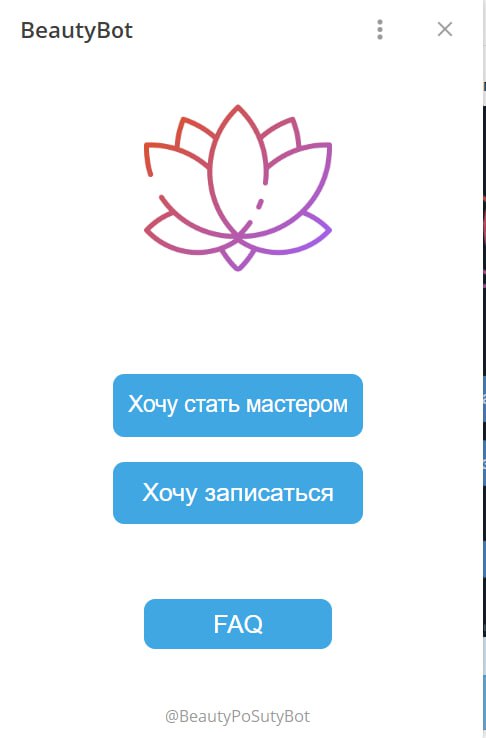 BeautyBot
Хочу стать мастером
Хочу записаться
FAQ
@BeautyPoSutyBot